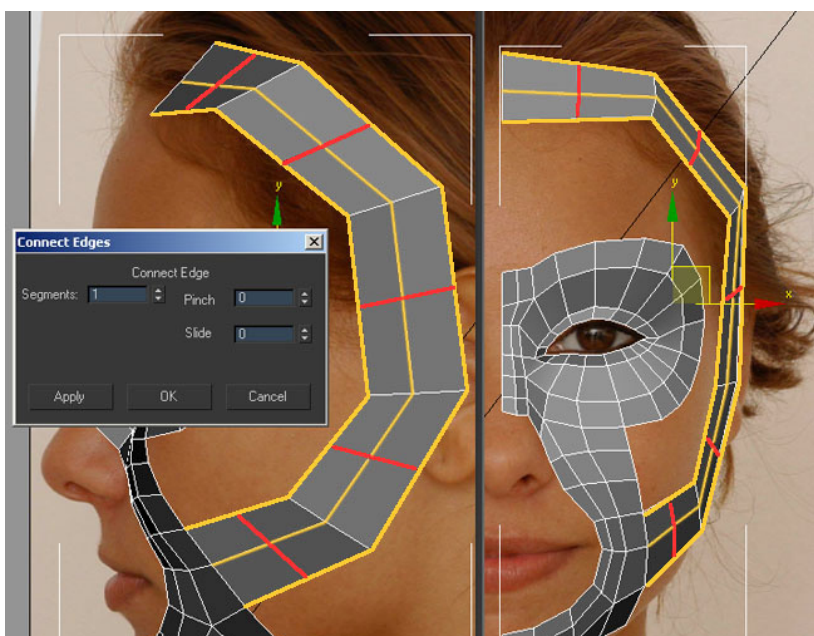 y
y
Connect Edges
Connect Edge
Segments: 1
Pinch 0
Slide 0
x
Apply OK Cancel